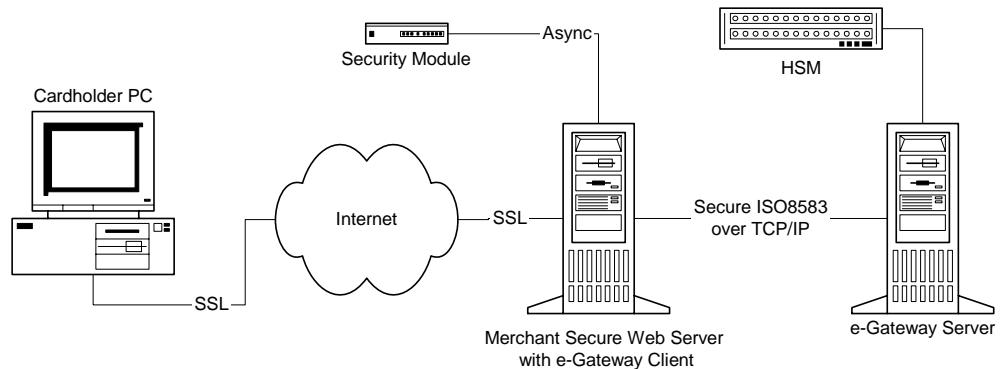 Async
Security Module
HSM
Cardholder PC
Internet
SSL
Secure ISO8583
over TCP/IP
SSL
Merchant Secure Web Server
with e-Gateway Client
e-Gateway Server